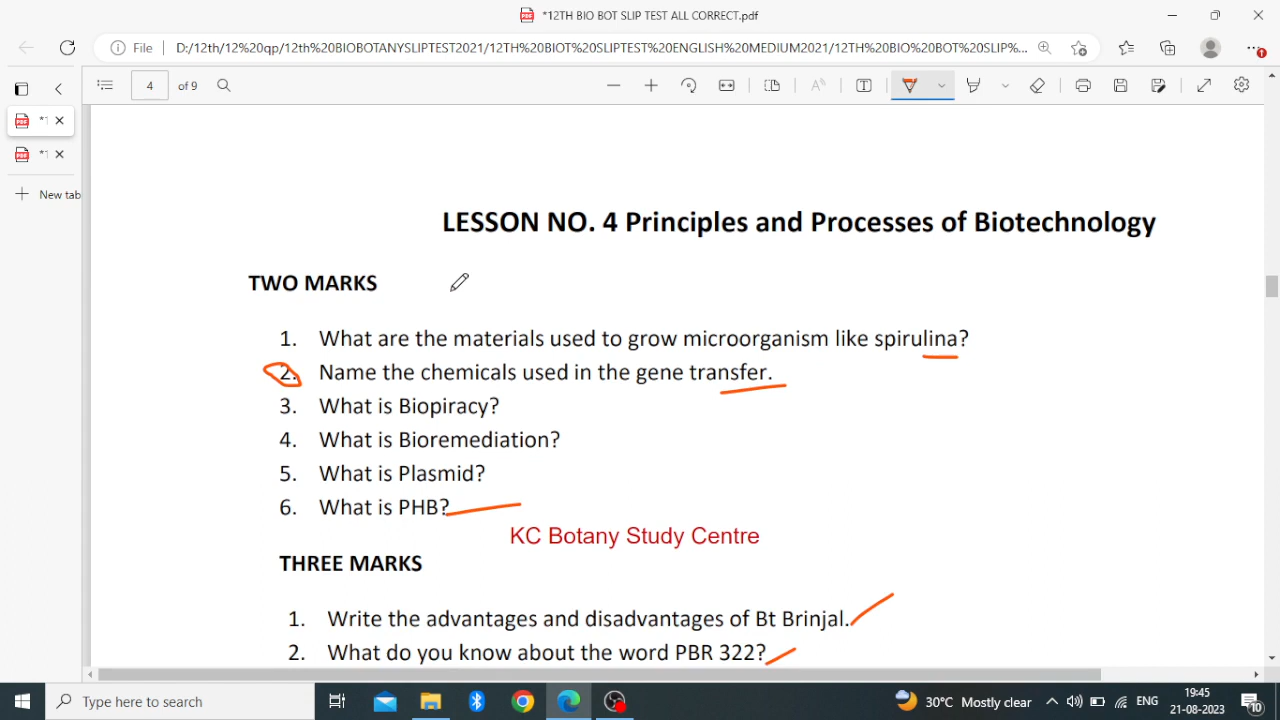 *12TH BIO BOT SLIP TEST ALL CORRECT.pdf
File D:/12th/12%20qp/12th%20BIOBOTANYSLIPTEST2021/12TH%20BIOT%20SLIPTEST%20ENGLISH%20MEDIUM2021/12TH%20BIO%20BOT%20SLIP%...
4 of 9
New tab
LESSON NO. 4 Principles and Processes of Biotechnology
TWO MARKS
1. What are the materials used to grow microorganism like spirulina?
2. Name the chemicals used in the gene transfer.
3. What is Biopiracy?
4. What is Bioremediation?
5. What is Plasmid?
6. What is PHB?
KC Botany Study Centre
THREE MARKS
1. Write the advantages and disadvantages of Bt Brinjal.
2. What do you know about the word PBR 322?
Type here to search
30°C Mostly clear
ENG
19:45
21-08-2023
10